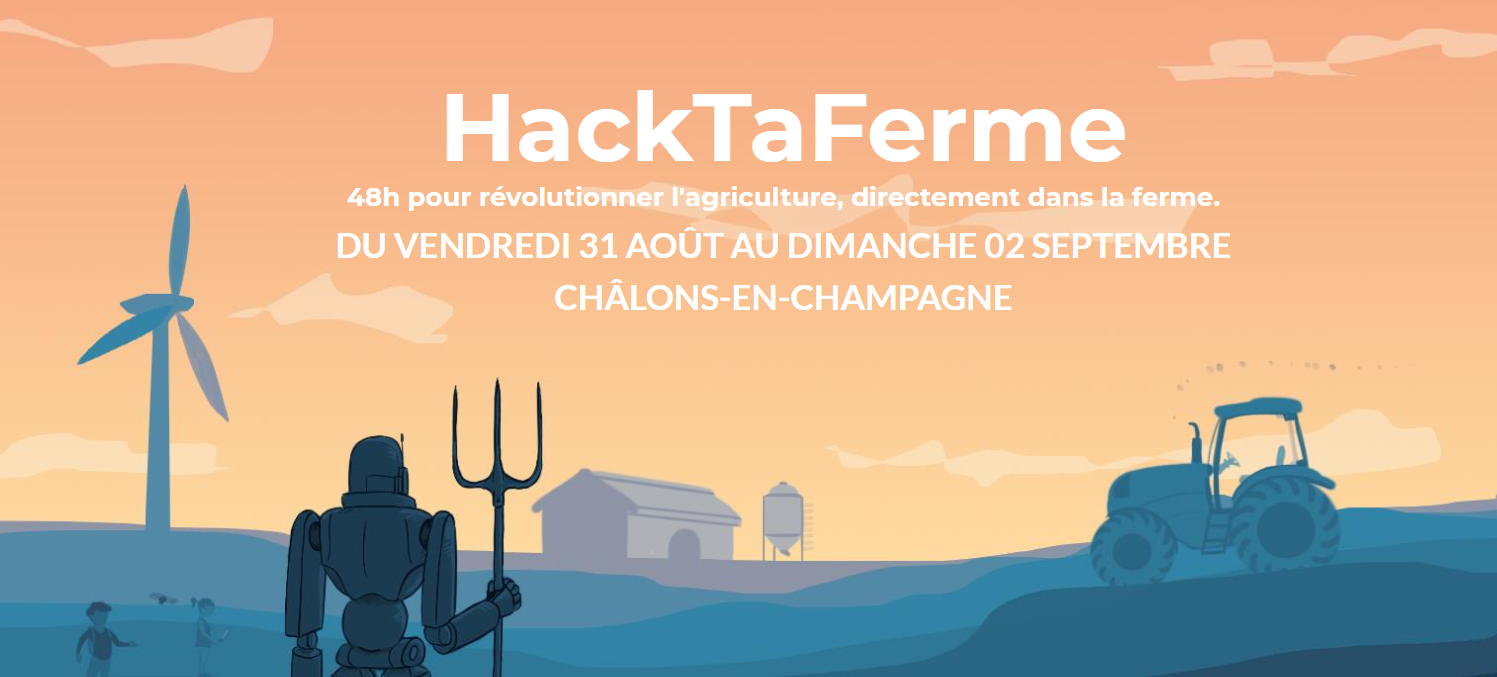 HackTaFerme
48h pour révolutionner l'agriculture, directement dans la ferme.
DU VENDREDI 31 AOÛT AU DIMANCHE 02 SEPTEMBRE
CHÂLONS-EN-CHAMPAGNE